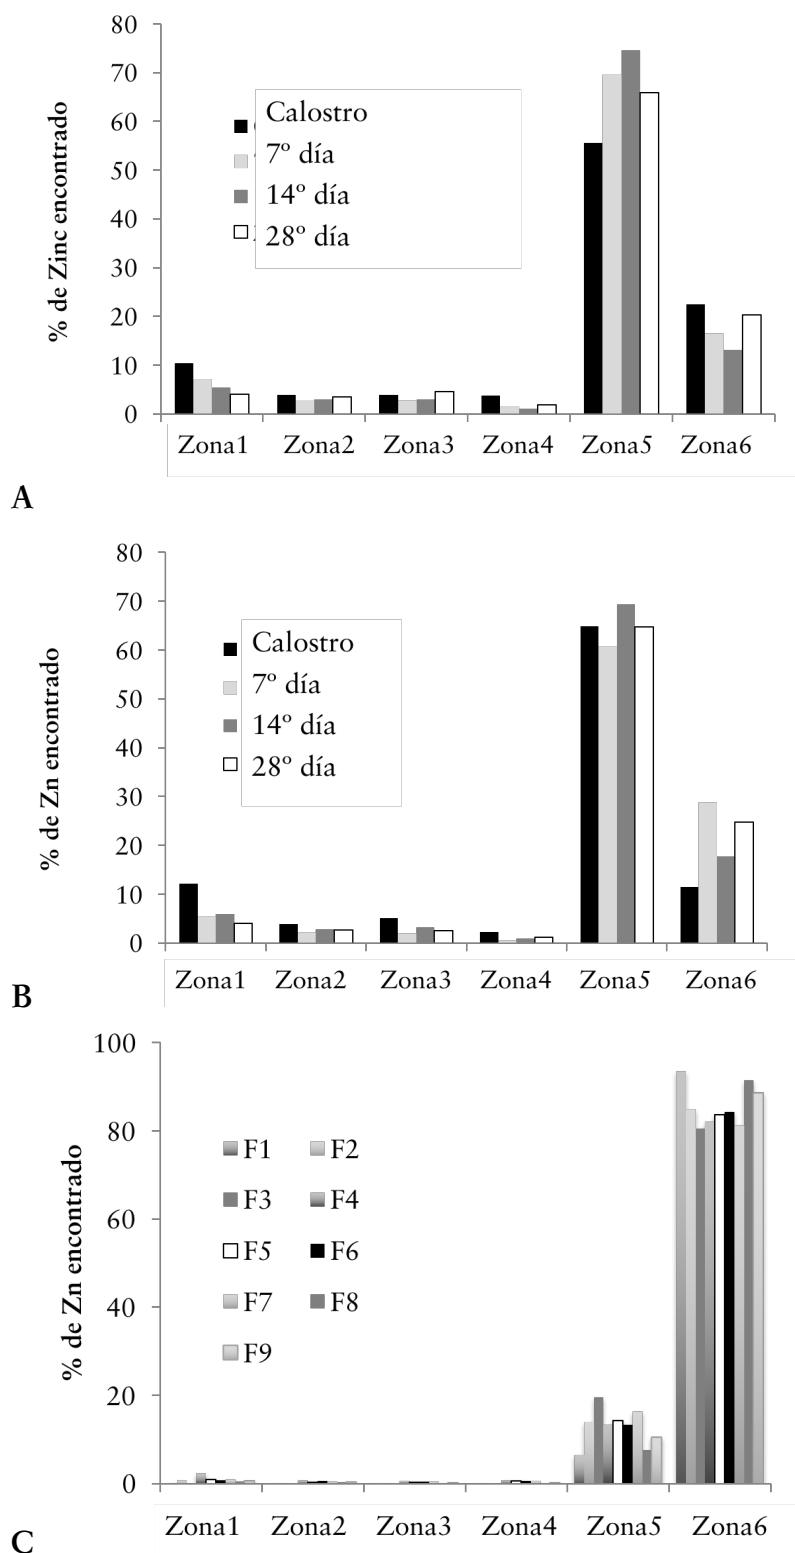 80
70
60
50
40
30
20
10
0
% de Zinc encontrado
Calostro
7º día
14º día
28º día
Zona1 Zona2 Zona3 Zona4 Zona5 Zona6
A
80
70
60
50
40
30
20
10
0
% de Zn encontrado
Calostro
7º día
14º día
28º día
Zona1 Zona2 Zona3 Zona4 Zona5 Zona6
B
100
80
60
40
20
0
% de Zn encontrado
F1 F2
F3 F4
F5 F6
F7 F8
F9
Zona1 Zona2 Zona3 Zona4 Zona5 Zona6
C